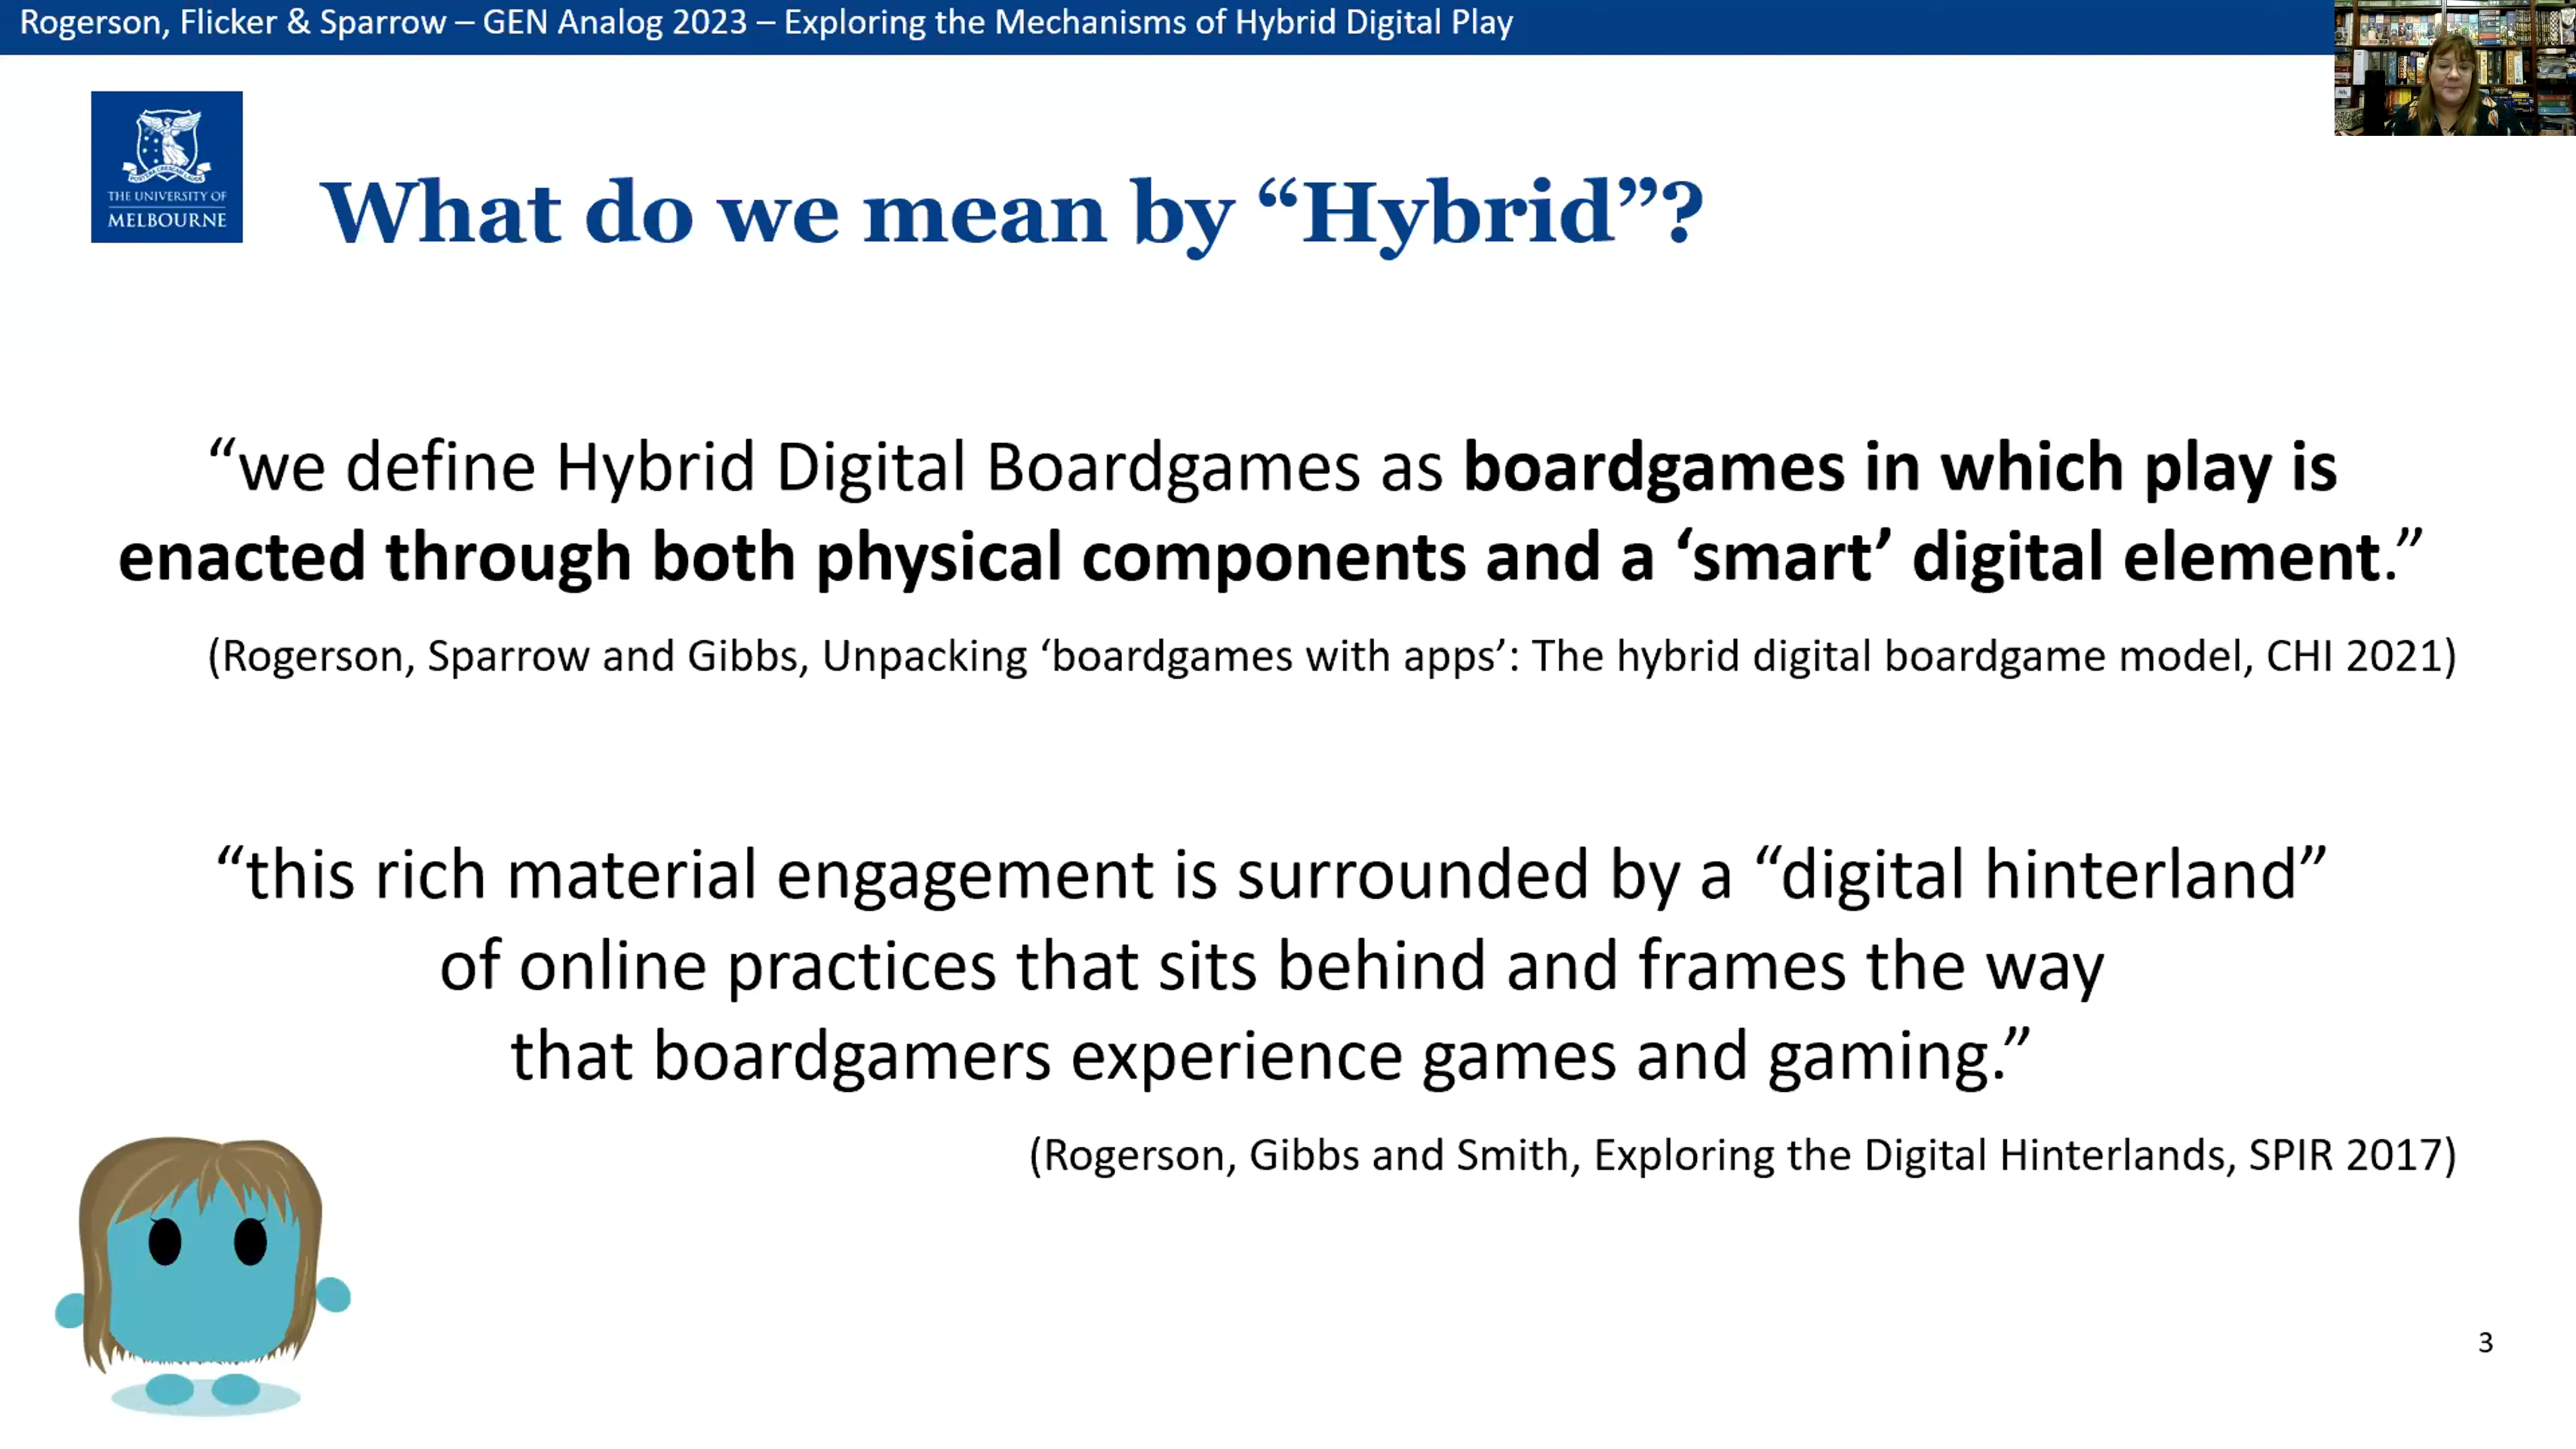 Rogerson, Flicker & Sparrow – GEN Analog 2023 – Exploring the Mechanisms of Hybrid Digital Play
THE UNIVERSITY OF
MELBOURNE
What do we mean by “Hybrid”?
“we define Hybrid Digital Boardgames as boardgames in which play is
enacted through both physical components and a ‘smart’ digital element.”
(Rogerson, Sparrow and Gibbs, Unpacking ‘boardgames with apps’: The hybrid digital boardgame model, CHI 2021)
“this rich material engagement is surrounded by a “digital hinterland”
of online practices that sits behind and frames the way
that boardgamers experience games and gaming.”
(Rogerson, Gibbs and Smith, Exploring the Digital Hinterlands, SPIR 2017)
3